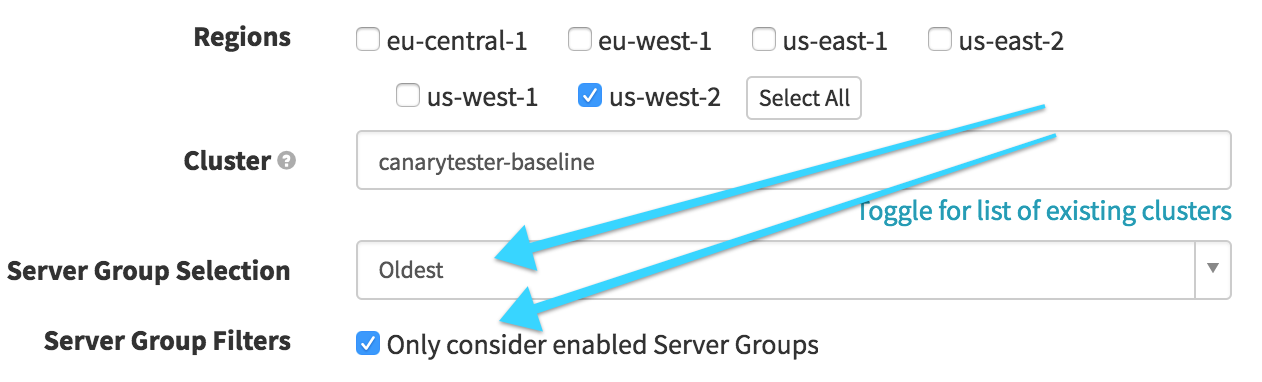 Regions eu-central-1 eu-west-1 us-east-1 us-east-2
us-west-1 us-west-2 Select All
Cluster ? canarytester-baseline
Toggle for list of existing clusters
Server Group Selection Oldest
Server Group Filters Only consider enabled Server Groups